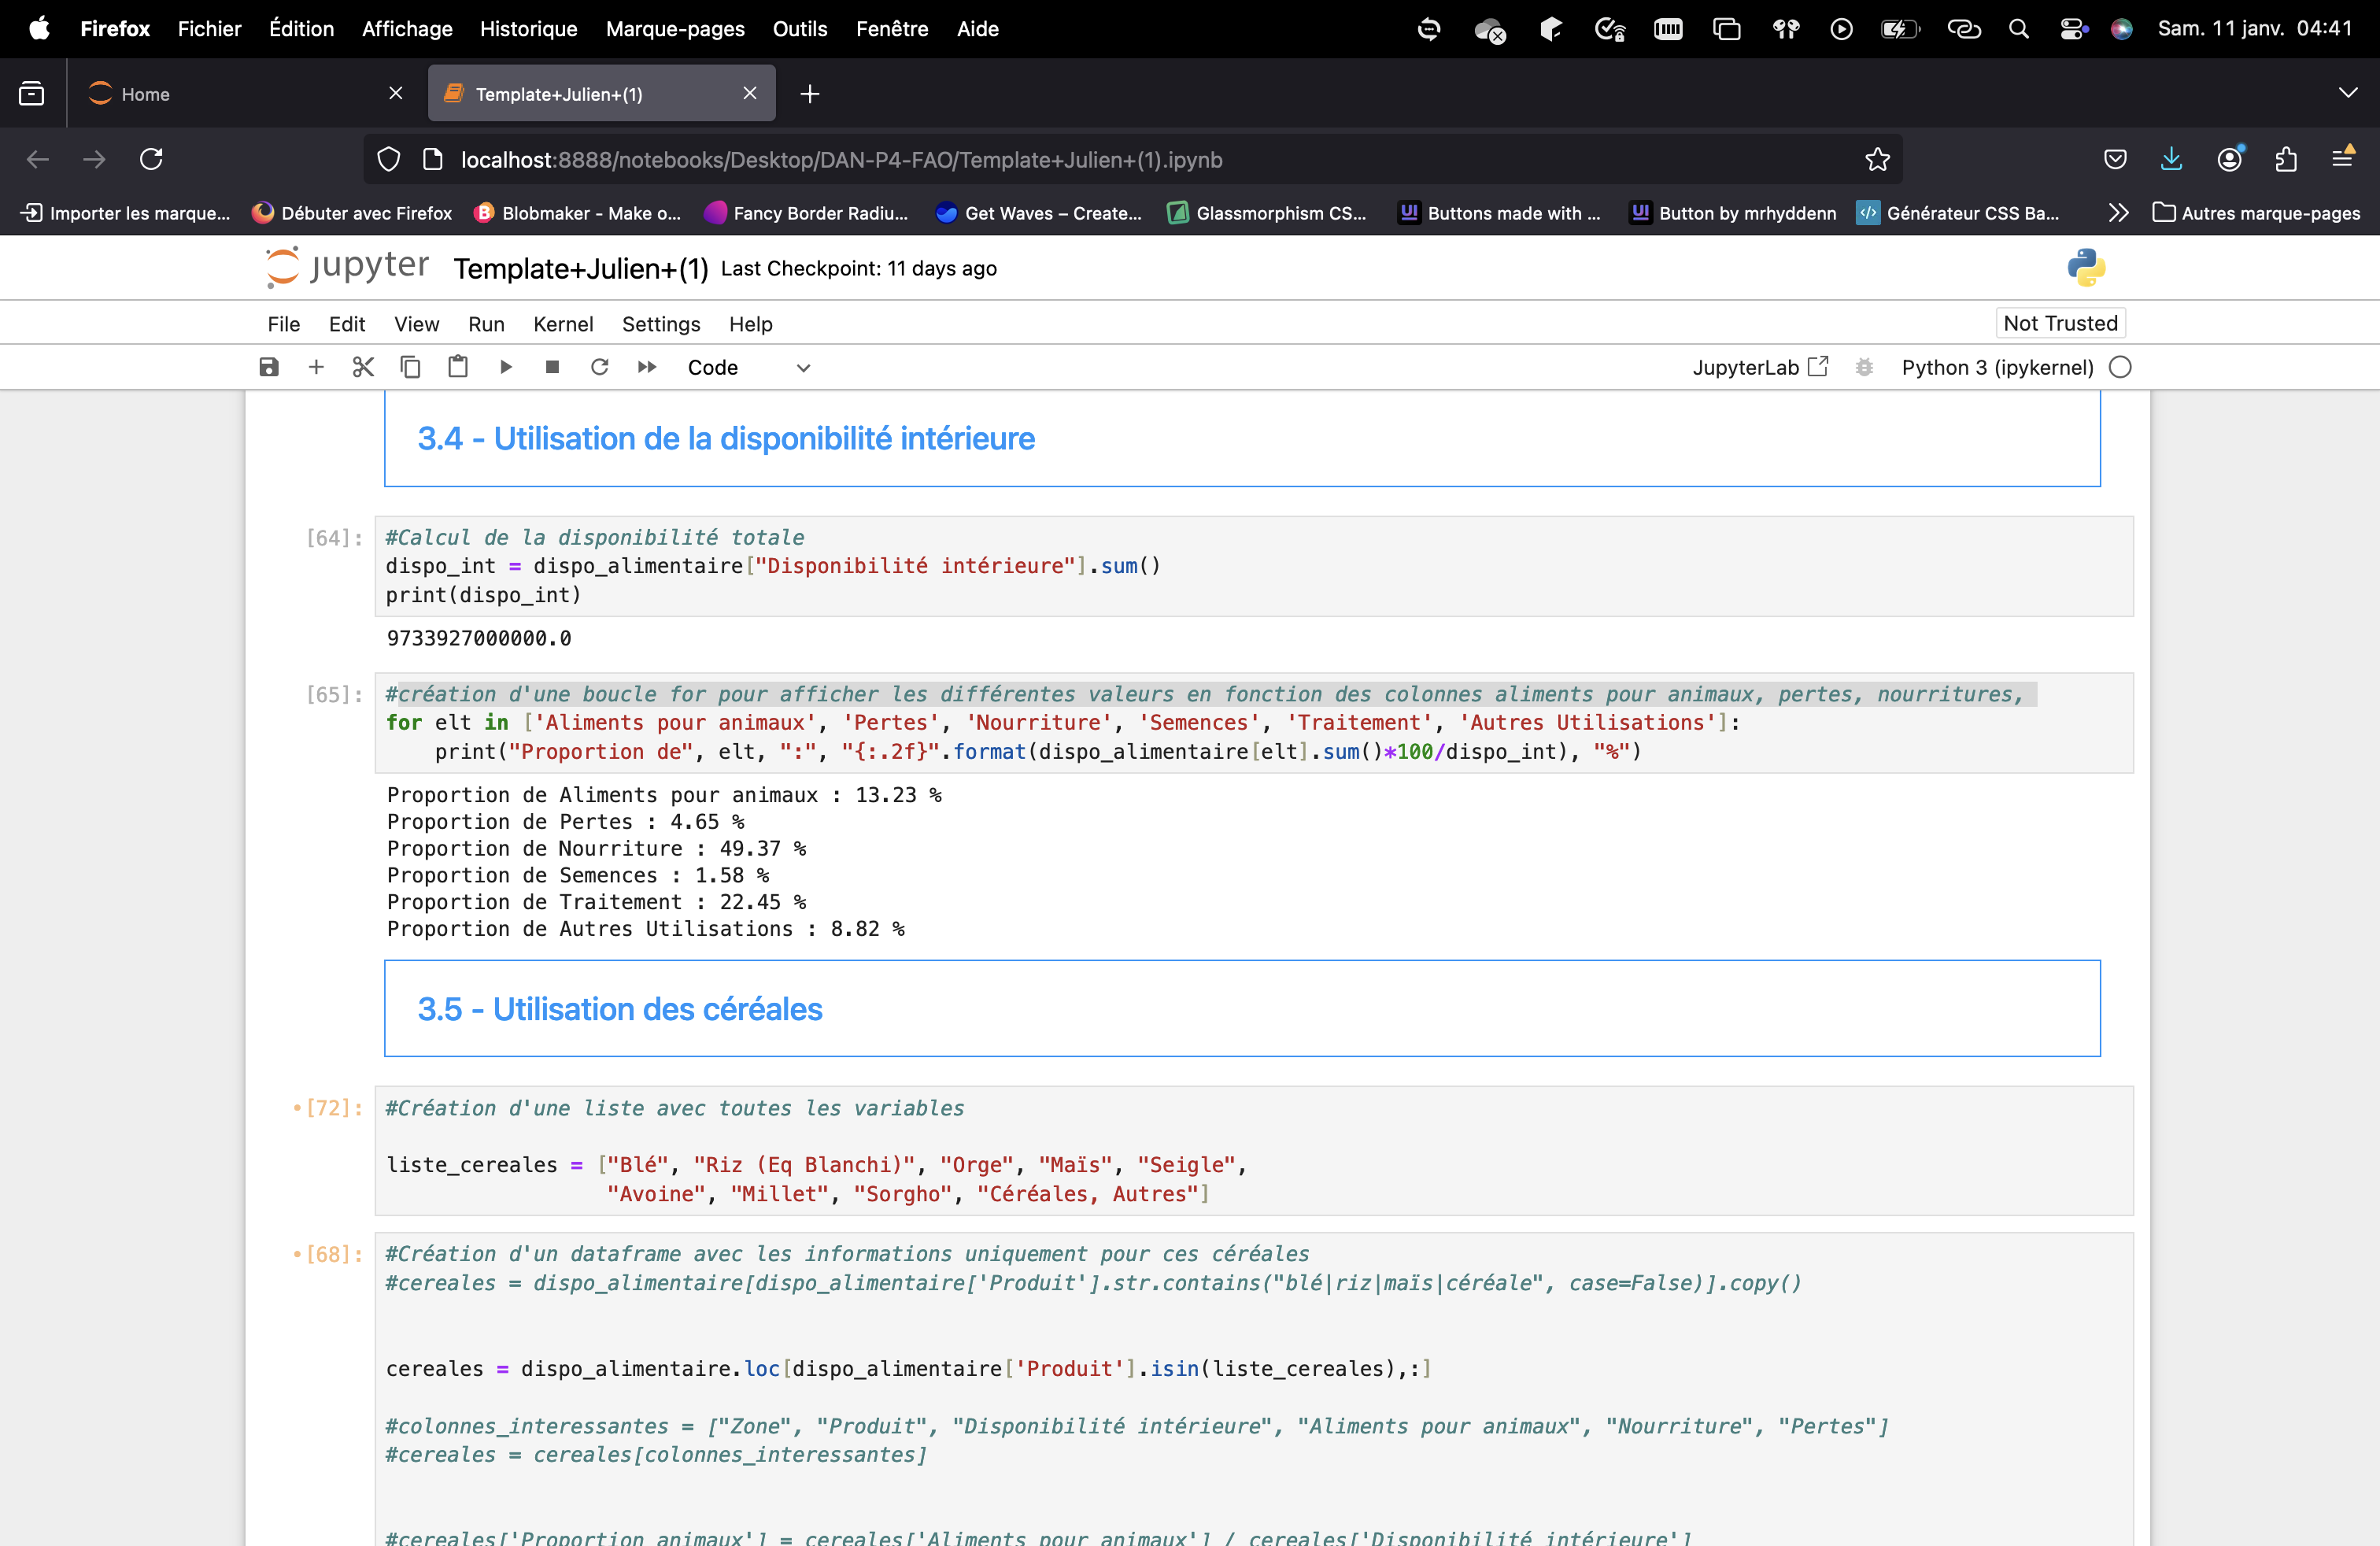 Firefox Fichier Édition Affichage Historique Marque-pages Outils Fenêtre Aide Sam. 11 janv. 04:41
Home Template+Julien+(1)
localhost:8888/notebooks/Desktop/DAN-P4-FAO/Template+Julien+(1).ipynb
Importer les marque... Débuter avec Firefox Blobmaker - Make o... Fancy Border Radiu... Get Waves – Create... Glassmorphism CS... Buttons made with ... Button by mrhyddenn Générateur CSS Ba... Autres marque-pages
jupyter Template+Julien+(1) Last Checkpoint: 11 days ago
File Edit View Run Kernel Settings Help Not Trusted
Code JupyterLab Python 3 (ipykernel)
3.4 - Utilisation de la disponibilité intérieure
[64]: #Calcul de la disponibilité totale
dispo_int = dispo_alimentaire["Disponibilité intérieure"].sum()
print(dispo_int)
9733927000000.0
[65]: #création d'une boucle for pour afficher les différentes valeurs en fonction des colonnes aliments pour animaux, pertes, nourritures,
for elt in ['Aliments pour animaux', 'Pertes', 'Nourriture', 'Semences', 'Traitement', 'Autres Utilisations']:
    print("Proportion de", elt, ":", "{:.2f}".format(dispo_alimentaire[elt].sum()*100/dispo_int), "%")
Proportion de Aliments pour animaux : 13.23 %
Proportion de Pertes : 4.65 %
Proportion de Nourriture : 49.37 %
Proportion de Semences : 1.58 %
Proportion de Traitement : 22.45 %
Proportion de Autres Utilisations : 8.82 %
3.5 - Utilisation des céréales
•[72]: #Création d'une liste avec toutes les variables
liste_cereales = ["Blé", "Riz (Eq Blanchi)", "Orge", "Maïs", "Seigle",
"Avoine", "Millet", "Sorgho", "Céréales, Autres"]
•[68]: #Création d'un dataframe avec les informations uniquement pour ces céréales
#cereales = dispo_alimentaire[dispo_alimentaire['Produit'].str.contains("blé|riz|maïs|céréale", case=False)].copy()
cereales = dispo_alimentaire.loc[dispo_alimentaire['Produit'].isin(liste_cereales),:]
#colonnes_interessantes = ["Zone", "Produit", "Disponibilité intérieure", "Aliments pour animaux", "Nourriture", "Pertes"]
#cereales = cereales[colonnes_interessantes]
#cereales['Proportion animaux'] = cereales['Aliments pour animaux'] / cereales['Disponibilité intérieure']